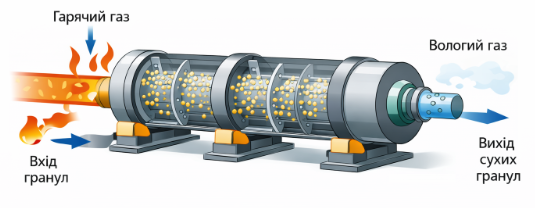 Гарячий газ
Вологий газ
Вхід
гранул
Вихід
сухих
гранул